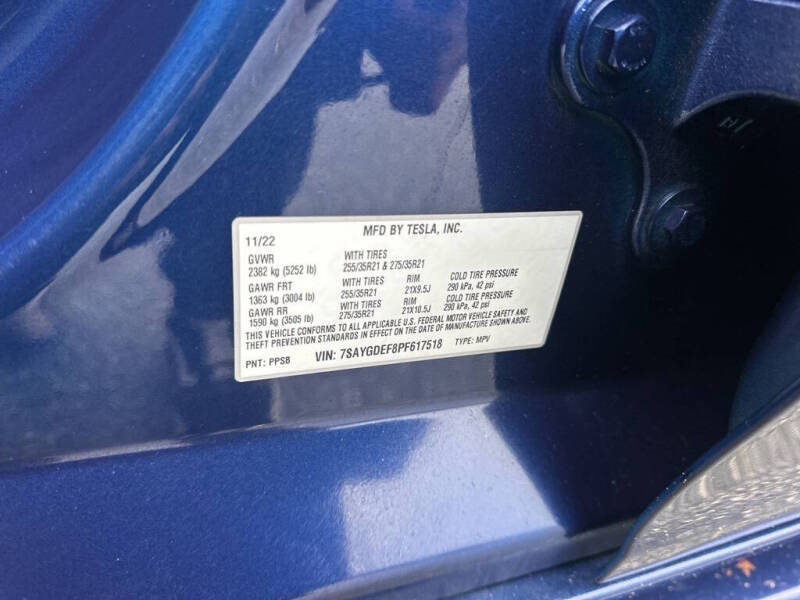 MFD BY TESLA, INC.
11/22
GVWR WITH TIRES
2382 kg (5252 lb) 255/35R21 & 275/35R21
GAWR FRT WITH TIRES RIM COLD TIRE PRESSURE
1363 kg (3004 lb) 255/35R21 21X9.5J 290 kPa, 42 psi
GAWR RR WITH TIRES RIM COLD TIRE PRESSURE
1590 kg (3505 lb) 275/35R21 21X10.5J 290 kPa, 42 psi
THIS VEHICLE CONFORMS TO ALL APPLICABLE U.S. FEDERAL MOTOR VEHICLE SAFETY AND
THEFT PREVENTION STANDARDS IN EFFECT ON THE DATE OF MANUFACTURE SHOWN ABOVE.
PNT: PPSB VIN: 7SAYGDEF8PF617518 TYPE: MPV